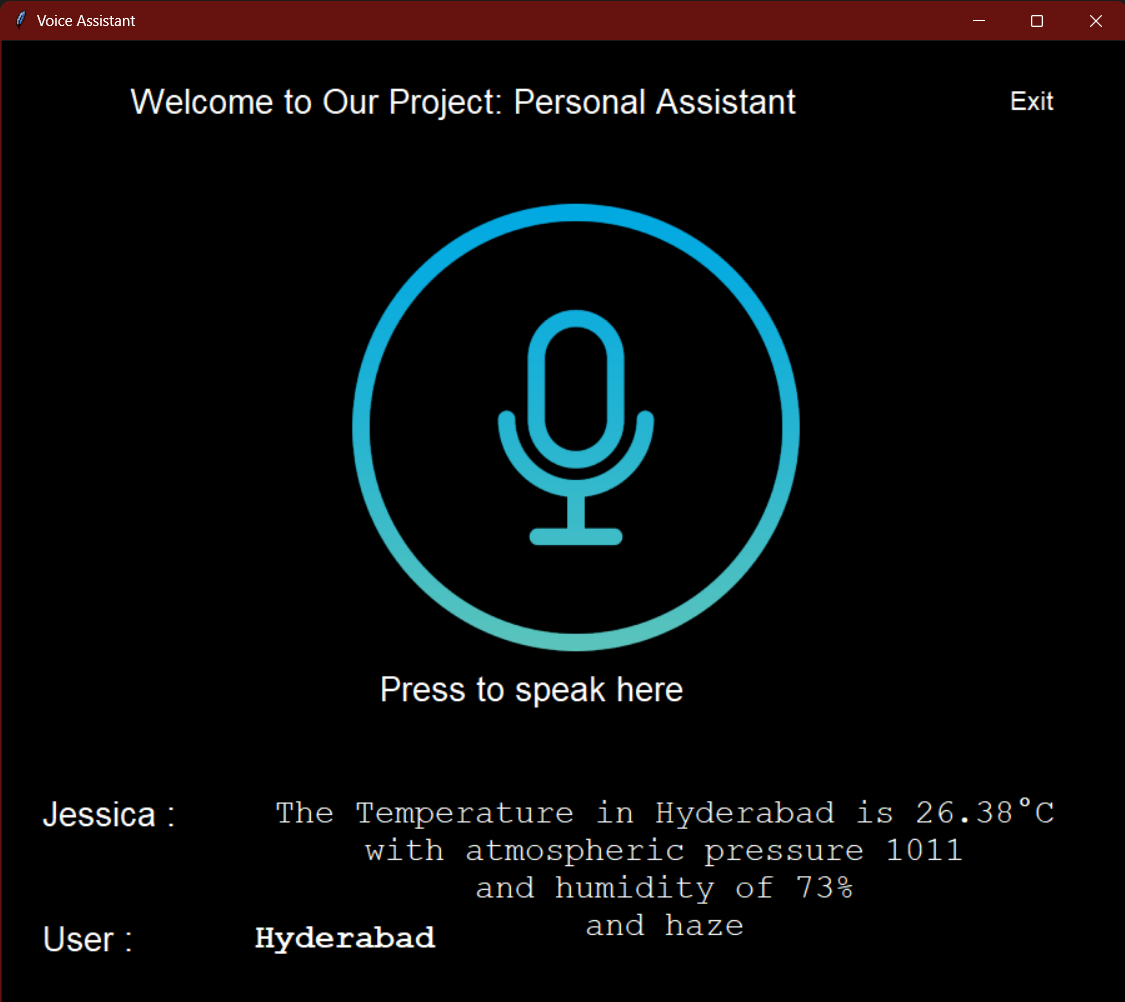 Voice Assistant
Welcome to Our Project: Personal Assistant
Exit
Press to speak here
Jessica :
The Temperature in Hyderabad is 26.38°C
with atmospheric pressure 1011
and humidity of 73%
and haze
User :
Hyderabad